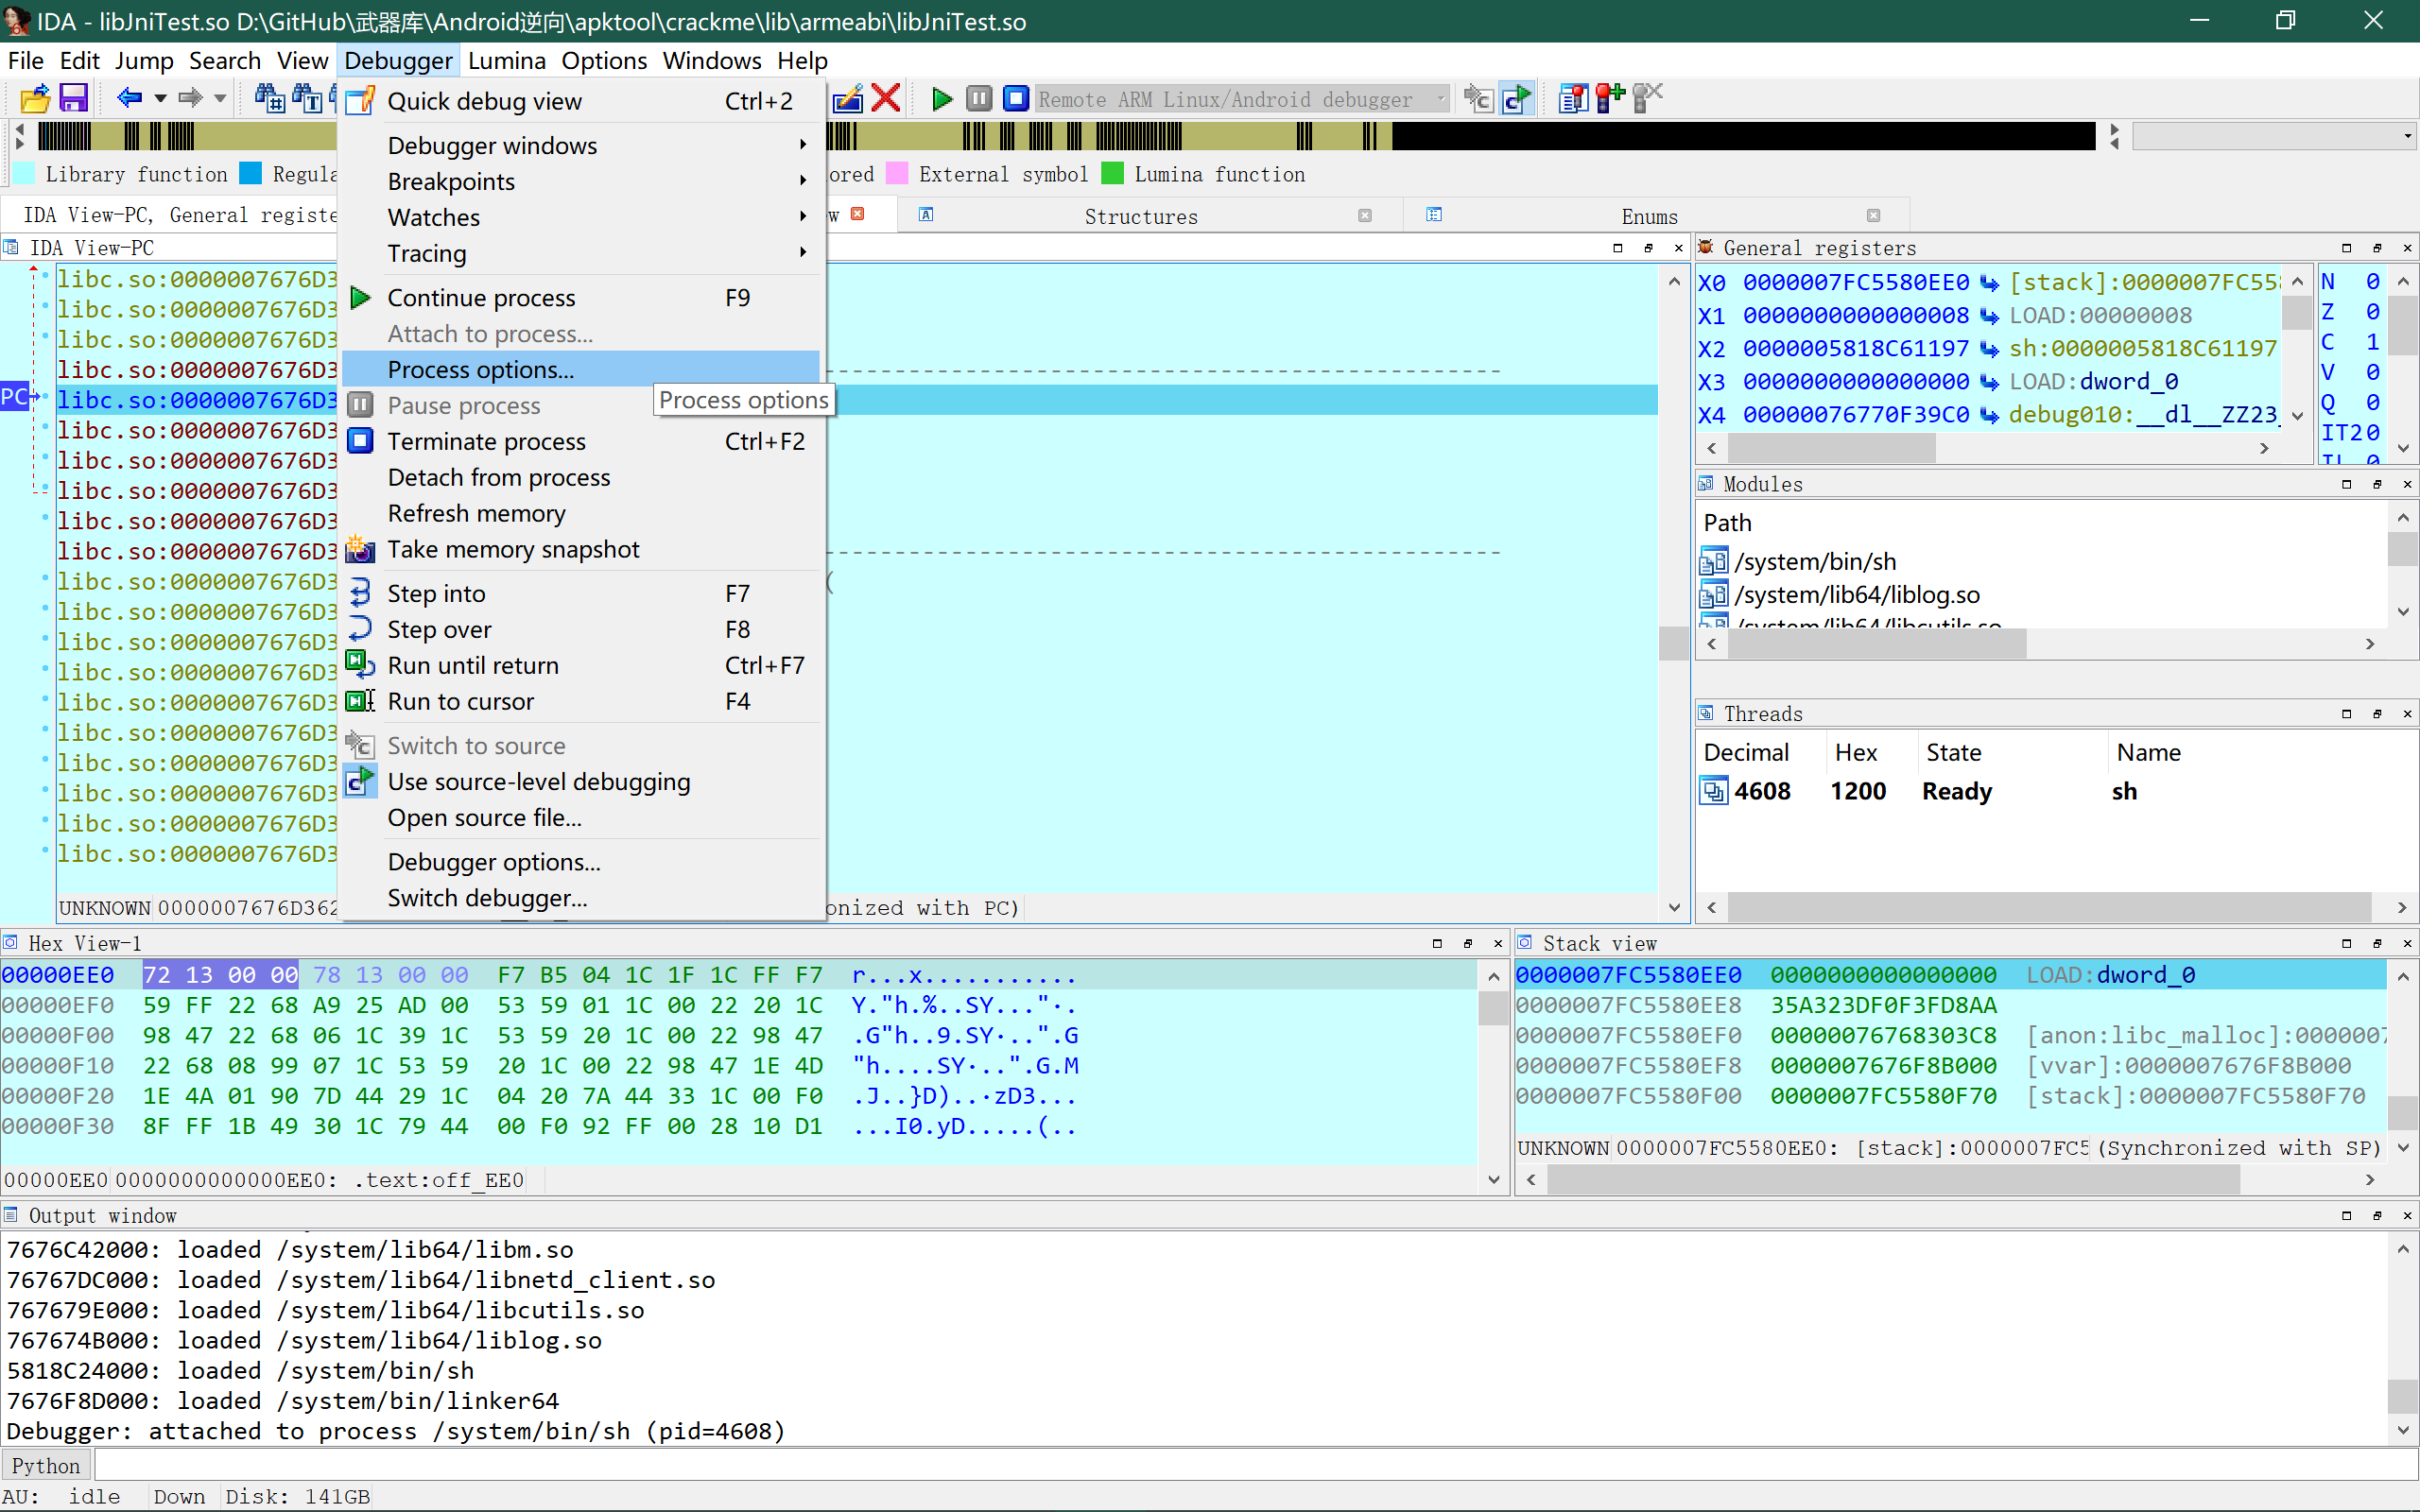 IDA - libJniTest.so D:\GitHub\武器库\Android逆向\apktool\crackme\lib\armeabi\libJniTest.so
File Edit Jump Search View Debugger Lumina Options Windows Help
Remote ARM Linux/Android debugger
Library function Regula
ored External symbol Lumina function
IDA View-PC, General registe
w
Structures
Enums
Quick debug view Ctrl+2
Debugger windows
Breakpoints
Watches
Tracing
Continue process F9
Attach to process...
Process options...
Process options
Pause process
Terminate process Ctrl+F2
Detach from process
Refresh memory
Take memory snapshot
Step into F7
Step over F8
Run until return Ctrl+F7
Run to cursor F4
Switch to source
Use source-level debugging
Open source file...
Debugger options...
Switch debugger...
IDA View-PC
libc.so:0000007676D3
libc.so:0000007676D3
libc.so:0000007676D3
libc.so:0000007676D3
PC libc.so:0000007676D3
libc.so:0000007676D3
libc.so:0000007676D3
libc.so:0000007676D3
libc.so:0000007676D3
libc.so:0000007676D3
libc.so:0000007676D3 (
libc.so:0000007676D3
libc.so:0000007676D3
libc.so:0000007676D3
libc.so:0000007676D3
libc.so:0000007676D3
libc.so:0000007676D3
libc.so:0000007676D3
libc.so:0000007676D3
libc.so:0000007676D3
UNKNOWN 0000007676D362 onized with PC)
General registers
X0 0000007FC5580EE0 [stack]:0000007FC55
X1 0000000000000008 LOAD:00000008
X2 0000005818C61197 sh:0000005818C61197
X3 0000000000000000 LOAD:dword_0
X4 00000076770F39C0 debug010:__dl__ZZ23_
N 0
Z 0
C 1
V 0
Q 0
IT2 0
Modules
Path
/system/bin/sh
/system/lib64/liblog.so
/system/lib64/libcutils.so
Threads
Decimal Hex State Name
4608 1200 Ready sh
Hex View-1
00000EE0 72 13 00 00 78 13 00 00 F7 B5 04 1C 1F 1C FF F7 r...x...........
00000EF0 59 FF 22 68 A9 25 AD 00 53 59 01 1C 00 22 20 1C Y."h.%..SY..."·.
00000F00 98 47 22 68 06 1C 39 1C 53 59 20 1C 00 22 98 47 .G"h..9.SY·..".G
00000F10 22 68 08 99 07 1C 53 59 20 1C 00 22 98 47 1E 4D "h....SY·..".G.M
00000F20 1E 4A 01 90 7D 44 29 1C 04 20 7A 44 33 1C 00 F0 .J..}D)..·zD3...
00000F30 8F FF 1B 49 30 1C 79 44 00 F0 92 FF 00 28 10 D1 ...I0.yD.....(..
00000EE0 0000000000000EE0: .text:off_EE0
Stack view
0000007FC5580EE0 0000000000000000 LOAD:dword_0
0000007FC5580EE8 35A323DF0F3FD8AA
0000007FC5580EF0 00000076768303C8 [anon:libc_malloc]:0000007
0000007FC5580EF8 0000007676F8B000 [vvar]:0000007676F8B000
0000007FC5580F00 0000007FC5580F70 [stack]:0000007FC5580F70
UNKNOWN 0000007FC5580EE0: [stack]:0000007FC5 (Synchronized with SP)
Output window
7676C42000: loaded /system/lib64/libm.so
76767DC000: loaded /system/lib64/libnetd_client.so
767679E000: loaded /system/lib64/libcutils.so
767674B000: loaded /system/lib64/liblog.so
5818C24000: loaded /system/bin/sh
7676F8D000: loaded /system/bin/linker64
Debugger: attached to process /system/bin/sh (pid=4608)
Python
AU: idle Down Disk: 141GB